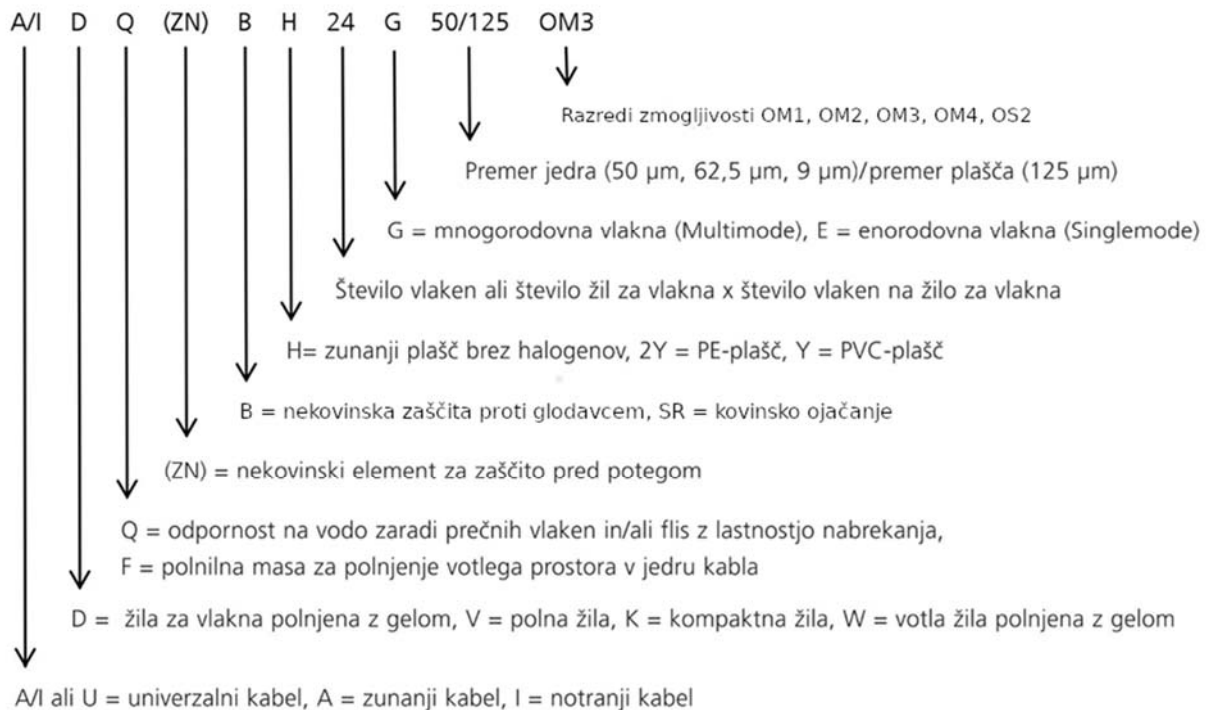 A/I D Q (ZN) B H 24 G 50/125 OM3
Razredi zmogljivosti OM1, OM2, OM3, OM4, OS2
Premer jedra (50 µm, 62,5 µm, 9 µm)/premer plašča (125 µm)
G = mnogorodovna vlakna (Multimode), E = enorodovna vlakna (Singlemode)
Število vlaken ali število žil za vlakna x število vlaken na žilo za vlakna
H= zunanji plašč brez halogenov, 2Y = PE-plašč, Y = PVC-plašč
B = nekovinska zaščita proti glodavcem, SR = kovinsko ojačanje
(ZN) = nekovinski element za zaščito pred potegom
Q = odpornost na vodo zaradi prečnih vlaken in/ali flis z lastnostjo nabrekanja,
F = polnilna masa za polnjenje votlega prostora v jedru kabla
D = žila za vlakna polnjena z gelom, V = polna žila, K = kompaktna žila, W = votla žila polnjena z gelom
A/I ali U = univerzalni kabel, A = zunanji kabel, I = notranji kabel